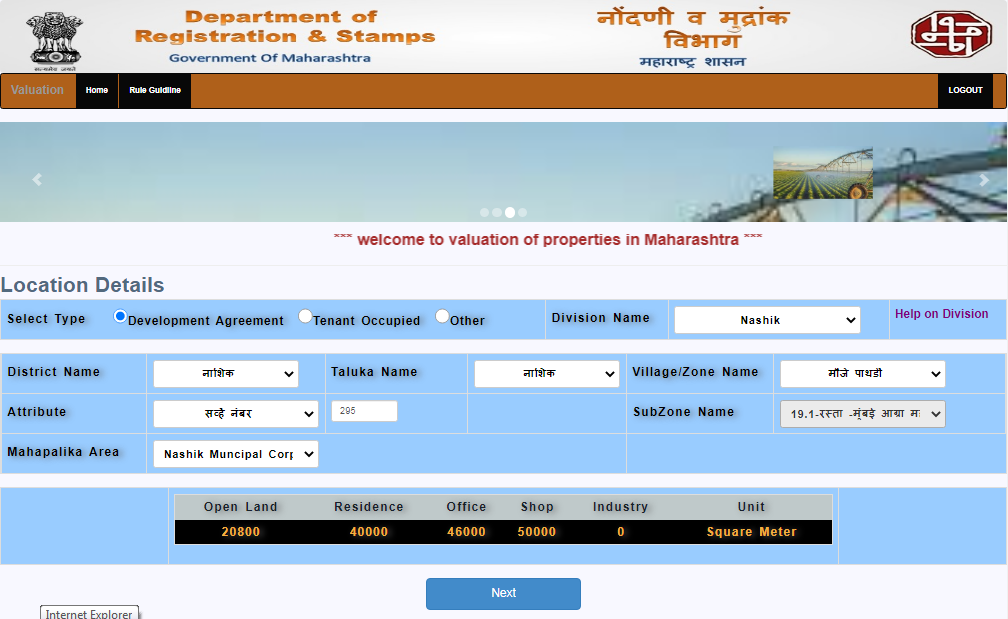 Department of
Registration & Stamps
Government Of Maharashtra
नोंदणी व मुद्रांक
विभाग
महाराष्ट्र शासन
सत्यमेव जयते
Valuation Home Rule Guidline LOGOUT
*** welcome to valuation of properties in Maharashtra ***
Location Details
Select Type Development Agreement Tenant Occupied Other Division Name Nashik Help on Division
District Name नाशिक Taluka Name नाशिक Village/Zone Name मौजे पाथर्डी
Attribute सर्व्हे नंबर 295 SubZone Name 19.1-रस्ता -मूंबई आग्रा
Mahapalika Area Nashik Muncipal Corp
Open Land Residence Office Shop Industry Unit
20800 40000 46000 50000 0 Square Meter
Next
Internet Explorer